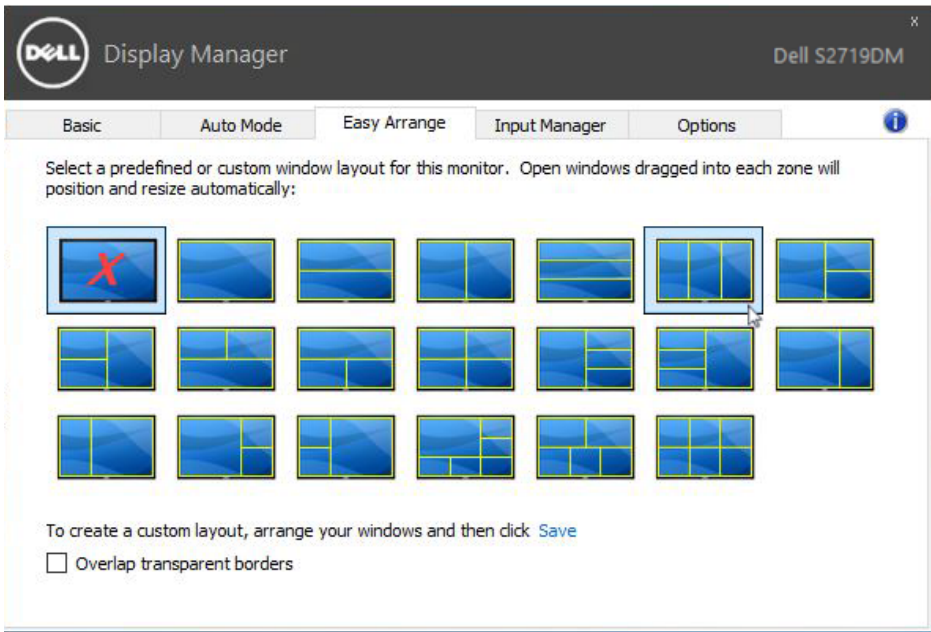 x
DELL Display Manager Dell S2719DM
Basic Auto Mode Easy Arrange Input Manager Options i
Select a predefined or custom window layout for this monitor. Open windows dragged into each zone will
position and resize automatically:
X
To create a custom layout, arrange your windows and then click Save
Overlap transparent borders